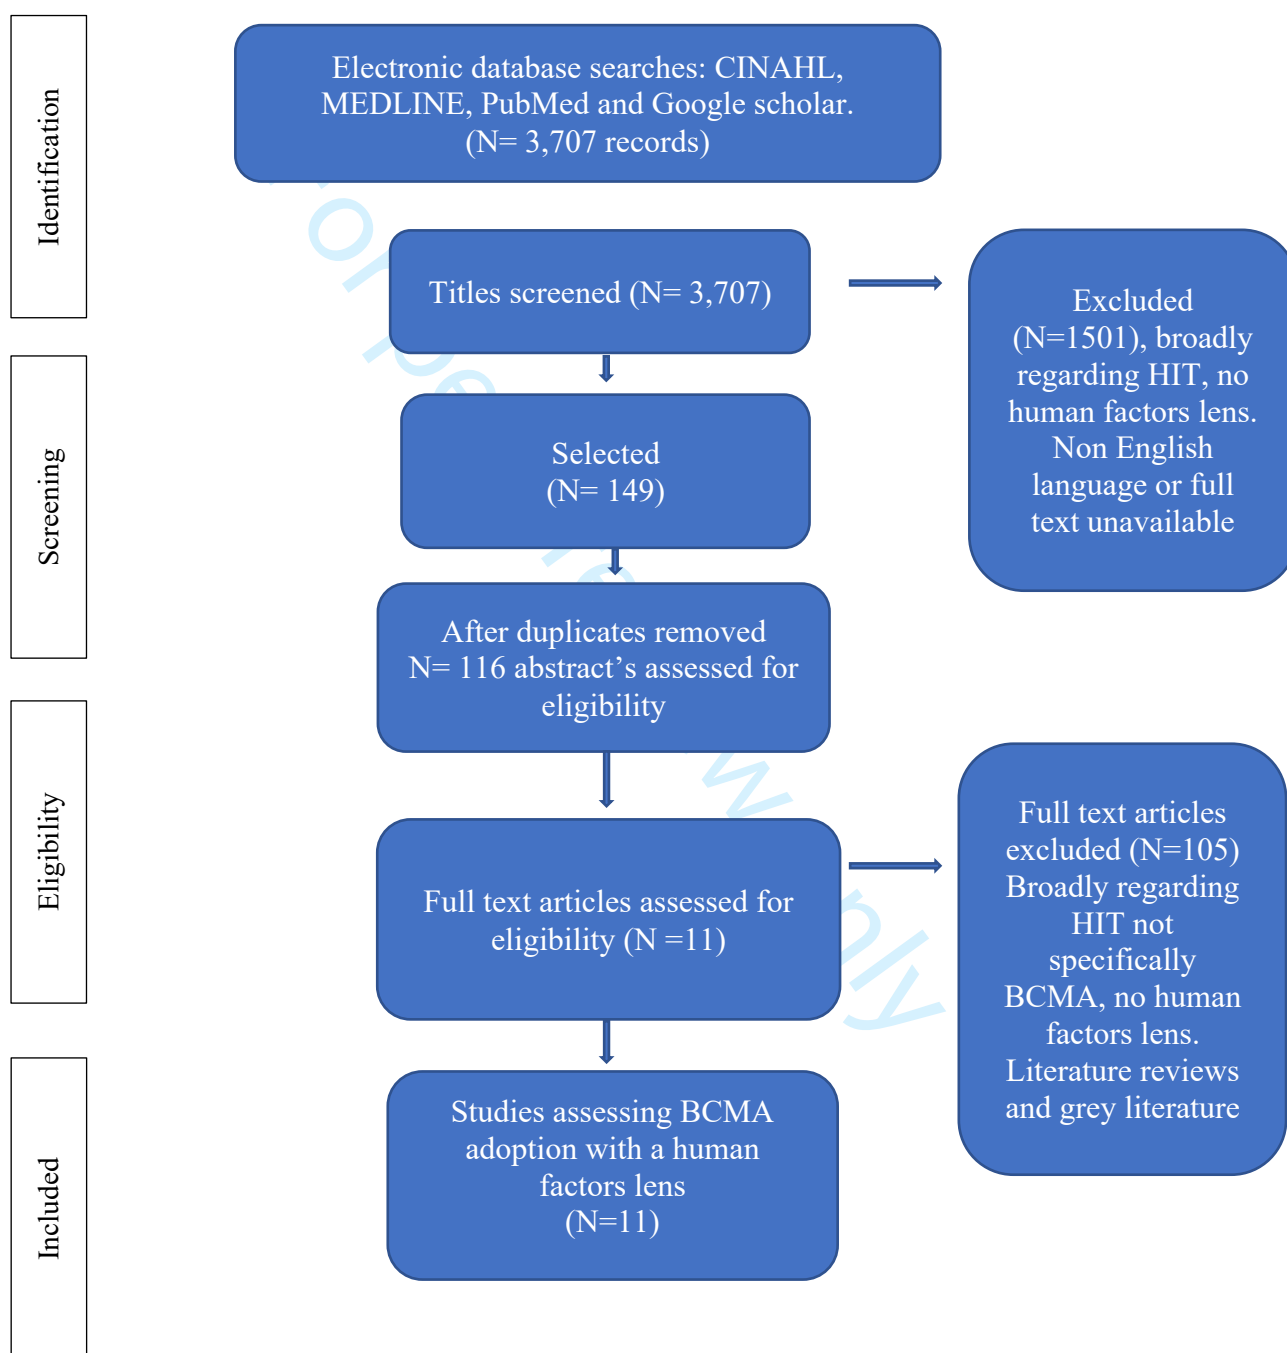 Identification
Electronic database searches: CINAHL,
MEDLINE, PubMed and Google scholar.
(N= 3,707 records)
Titles screened (N= 3,707)
Excluded
(N=1501), broadly
regarding HIT, no
human factors lens.
Non English
language or full
text unavailable
Screening
Selected
(N= 149)
After duplicates removed
N= 116 abstract’s assessed for
eligibility
Eligibility
Full text articles assessed for
eligibility (N =11)
Full text articles
excluded (N=105)
Broadly regarding
HIT not
specifically
BCMA, no human
factors lens.
Literature reviews
and grey literature
Included
Studies assessing BCMA
adoption with a human
factors lens
(N=11)